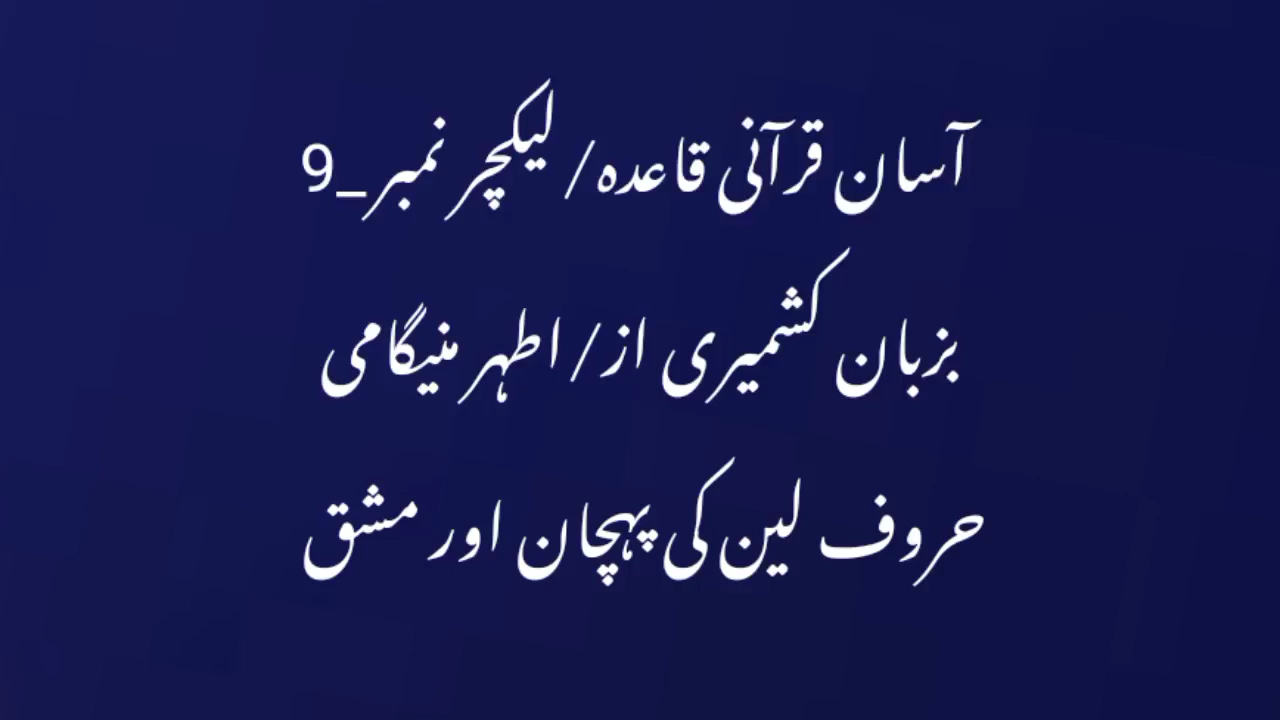 آسان قرآنی قاعدہ/ لیکچر نمبر_9
بزبان کشمیری از/ اطہر منیگامی
حروف لین کی پہچان اور مشق